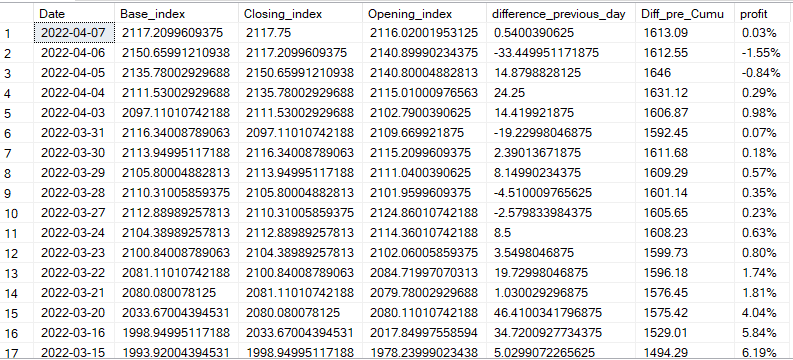 Date Base_index Closing_index Opening_index difference_previous_day Diff_pre_Cumu profit
1 2022-04-07 2117.2099609375 2117.75 2116.02001953125 0.5400390625 1613.09 0.03%
2 2022-04-06 2150.65991210938 2117.2099609375 2140.89990234375 -33.449951171875 1612.55 -1.55%
3 2022-04-05 2135.78002929688 2150.65991210938 2140.80004882813 14.8798828125 1646 -0.84%
4 2022-04-04 2111.53002929688 2135.78002929688 2115.01000976563 24.25 1631.12 0.29%
5 2022-04-03 2097.11010742188 2111.53002929688 2102.79000390625 14.419921875 1606.87 0.98%
6 2022-03-31 2116.34008789063 2097.11010742188 2109.669921875 -19.22998046875 1592.45 0.07%
7 2022-03-30 2113.94995117188 2116.34008789063 2115.2099609375 2.39013671875 1611.68 0.18%
8 2022-03-29 2105.80004882813 2113.94995117188 2111.0400390625 8.14990234375 1609.29 0.57%
9 2022-03-28 2110.31005859375 2105.80004882813 2101.9599609375 -4.510009765625 1601.14 0.35%
10 2022-03-27 2112.88989257813 2110.31005859375 2124.86010742188 -2.579833984375 1605.65 0.23%
11 2022-03-24 2104.38989257813 2112.88989257813 2114.36010742188 8.5 1608.23 0.63%
12 2022-03-23 2100.84008789063 2104.38989257813 2102.06005859375 3.5498046875 1599.73 0.80%
13 2022-03-22 2081.11010742188 2100.84008789063 2084.71997070313 19.72998046875 1596.18 1.74%
14 2022-03-21 2080.080078125 2081.11010742188 2079.78002929688 1.030029296875 1576.45 1.81%
15 2022-03-20 2033.67004394531 2080.080078125 2080.11010742188 46.4100341796875 1575.42 4.04%
16 2022-03-16 1998.94995117188 2033.67004394531 2017.84997558594 34.7200927734375 1529.01 5.84%
17 2022-03-15 1993.92004394531 1998.94995117188 1978.23999023438 5.0299072265625 1494.29 6.19%